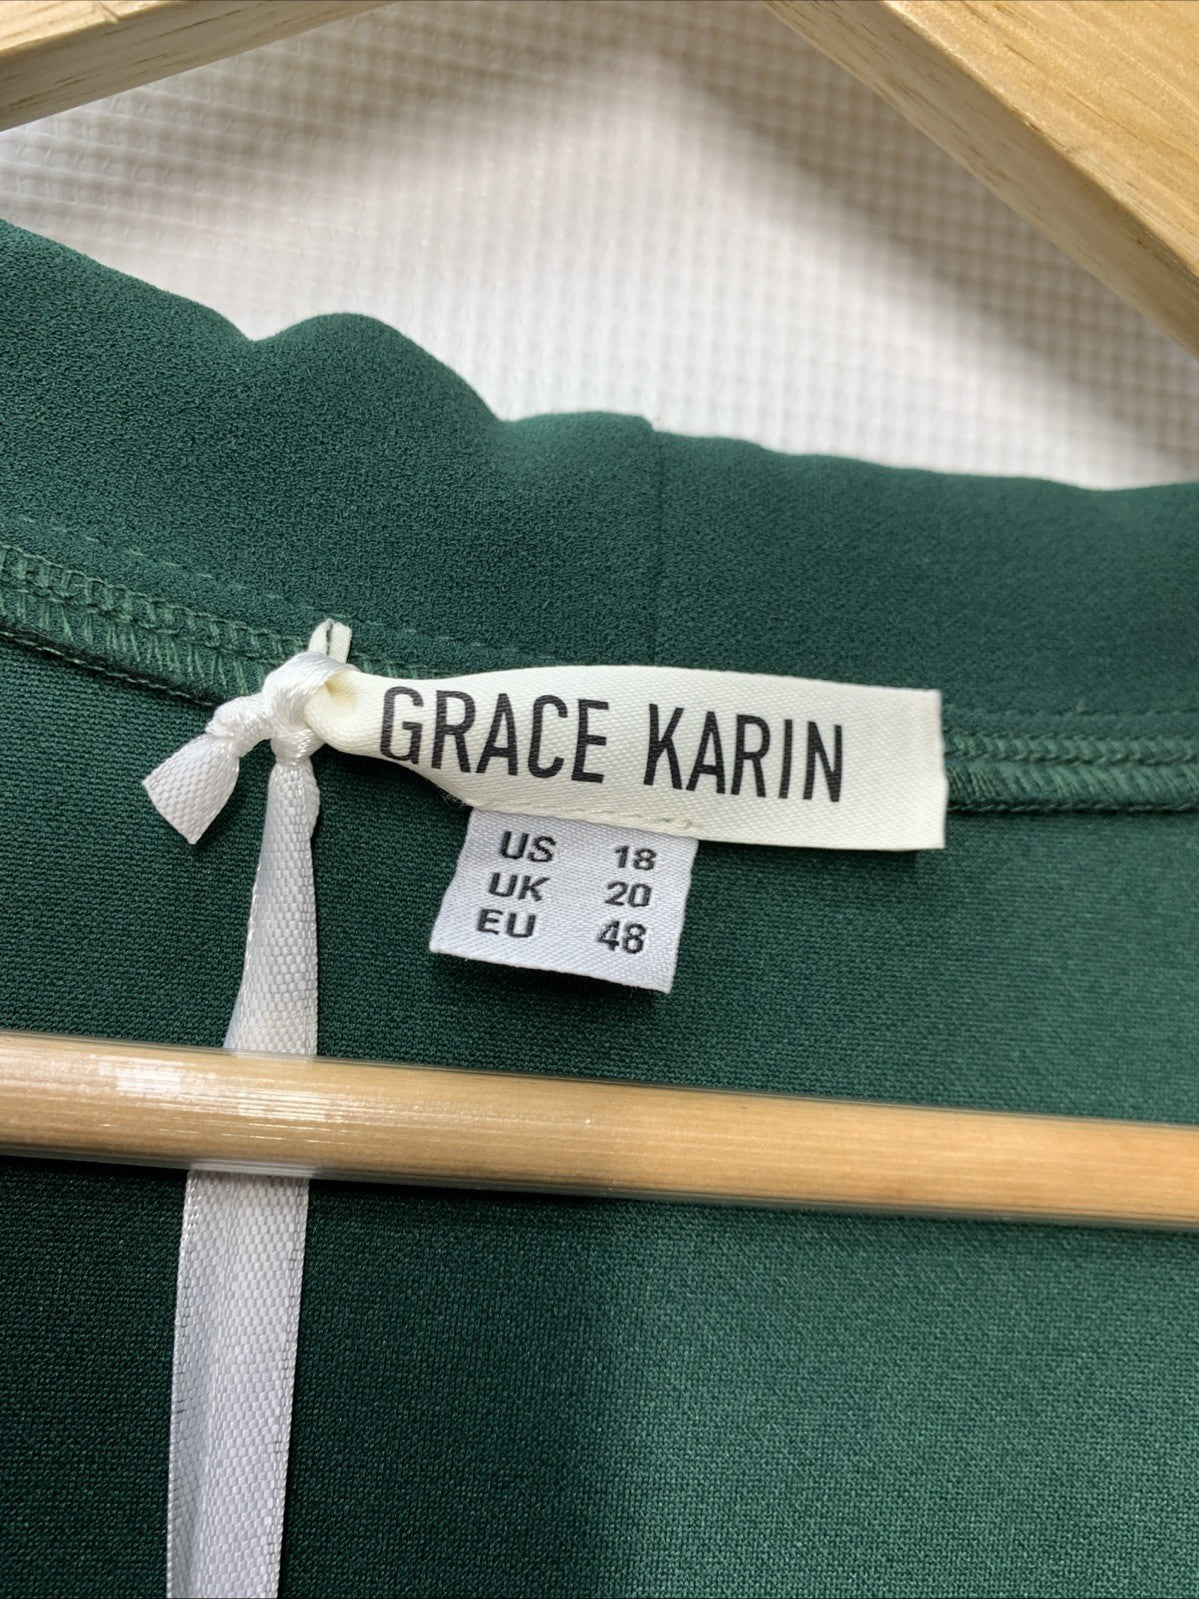 GRACE KARIN
US 18
UK 20
EU 48